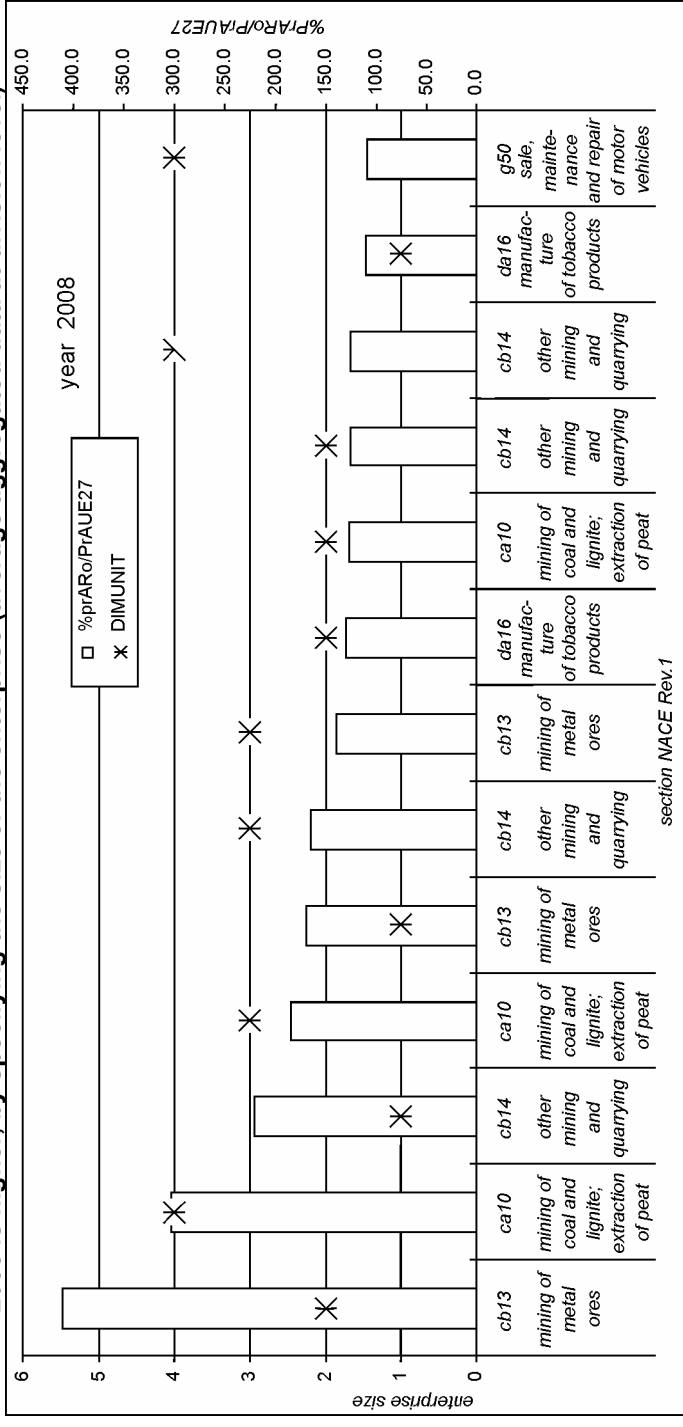 year 2008
%prARo/PrAUE27
DIMUNIT
enterprise size
6
5
4
3
2
1
0
%PrARo/PrAUE27
450.0
400.0
350.0
300.0
250.0
200.0
150.0
100.0
50.0
0.0
cb13
mining of
metal
ores
ca10
mining of
coal and
lignite;
extraction
of peat
cb14
other
mining
and
quarrying
ca10
mining of
coal and
lignite;
extraction
of peat
cb13
mining of
metal
ores
cb14
other
mining
and
quarrying
cb13
mining of
metal
ores
da16
manufac-
ture
of tobacco
products
ca10
mining of
coal and
lignite;
extraction
of peat
cb14
other
mining
and
quarrying
cb14
other
mining
and
quarrying
da16
manufac-
ture
of tobacco
products
g50
sale,
mainte-
nance
and repair
of motor
vehicles
section NACE Rev.1